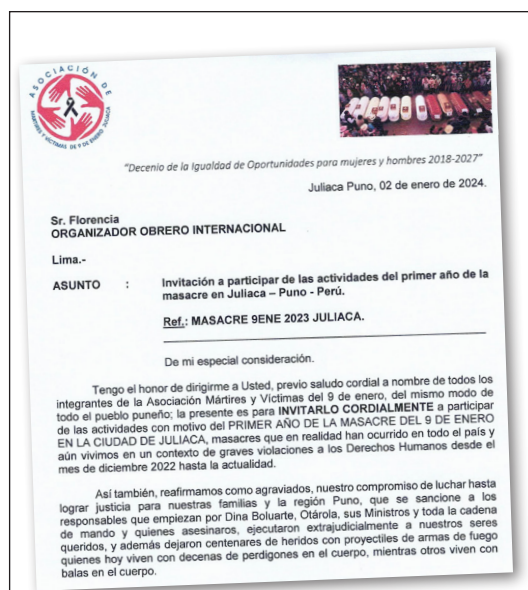 ASOCIACIÓN DE
MÁRTIRES Y VÍCTIMAS DE 9 DE ENERO JULIACA
"Decenio de la Igualdad de Oportunidades para mujeres y hombres 2018-2027"
Juliaca Puno, 02 de enero de 2024.
Sr. Florencia
ORGANIZADOR OBRERO INTERNACIONAL
Lima.-
ASUNTO : Invitación a participar de las actividades del primer año de la
masacre en Juliaca – Puno - Perú.
Ref.: MASACRE 9ENE 2023 JULIACA.
De mi especial consideración.
Tengo el honor de dirigirme a Usted, previo saludo cordial a nombre de todos los
integrantes de la Asociación Mártires y Víctimas del 9 de enero, del mismo modo de
todo el pueblo puneño; la presente es para INVITARLO CORDIALMENTE a participar
de las actividades con motivo del PRIMER AÑO DE LA MASACRE DEL 9 DE ENERO
EN LA CIUDAD DE JULIACA, masacres que en realidad han ocurrido en todo el país y
aún vivimos en un contexto de graves violaciones a los Derechos Humanos desde el
mes de diciembre 2022 hasta la actualidad.
Así también, reafirmamos como agraviados, nuestro compromiso de luchar hasta
lograr justicia para nuestras familias y la región Puno, que se sancione a los
responsables que empiezan por Dina Boluarte, Otárola, sus Ministros y toda la cadena
de mando y quienes asesinaros, ejecutaron extrajudicialmente a nuestros seres
queridos, y además dejaron centenares de heridos con proyectiles de armas de fuego
quienes hoy viven con decenas de perdigones en el cuerpo, mientras otros viven con
balas en el cuerpo.